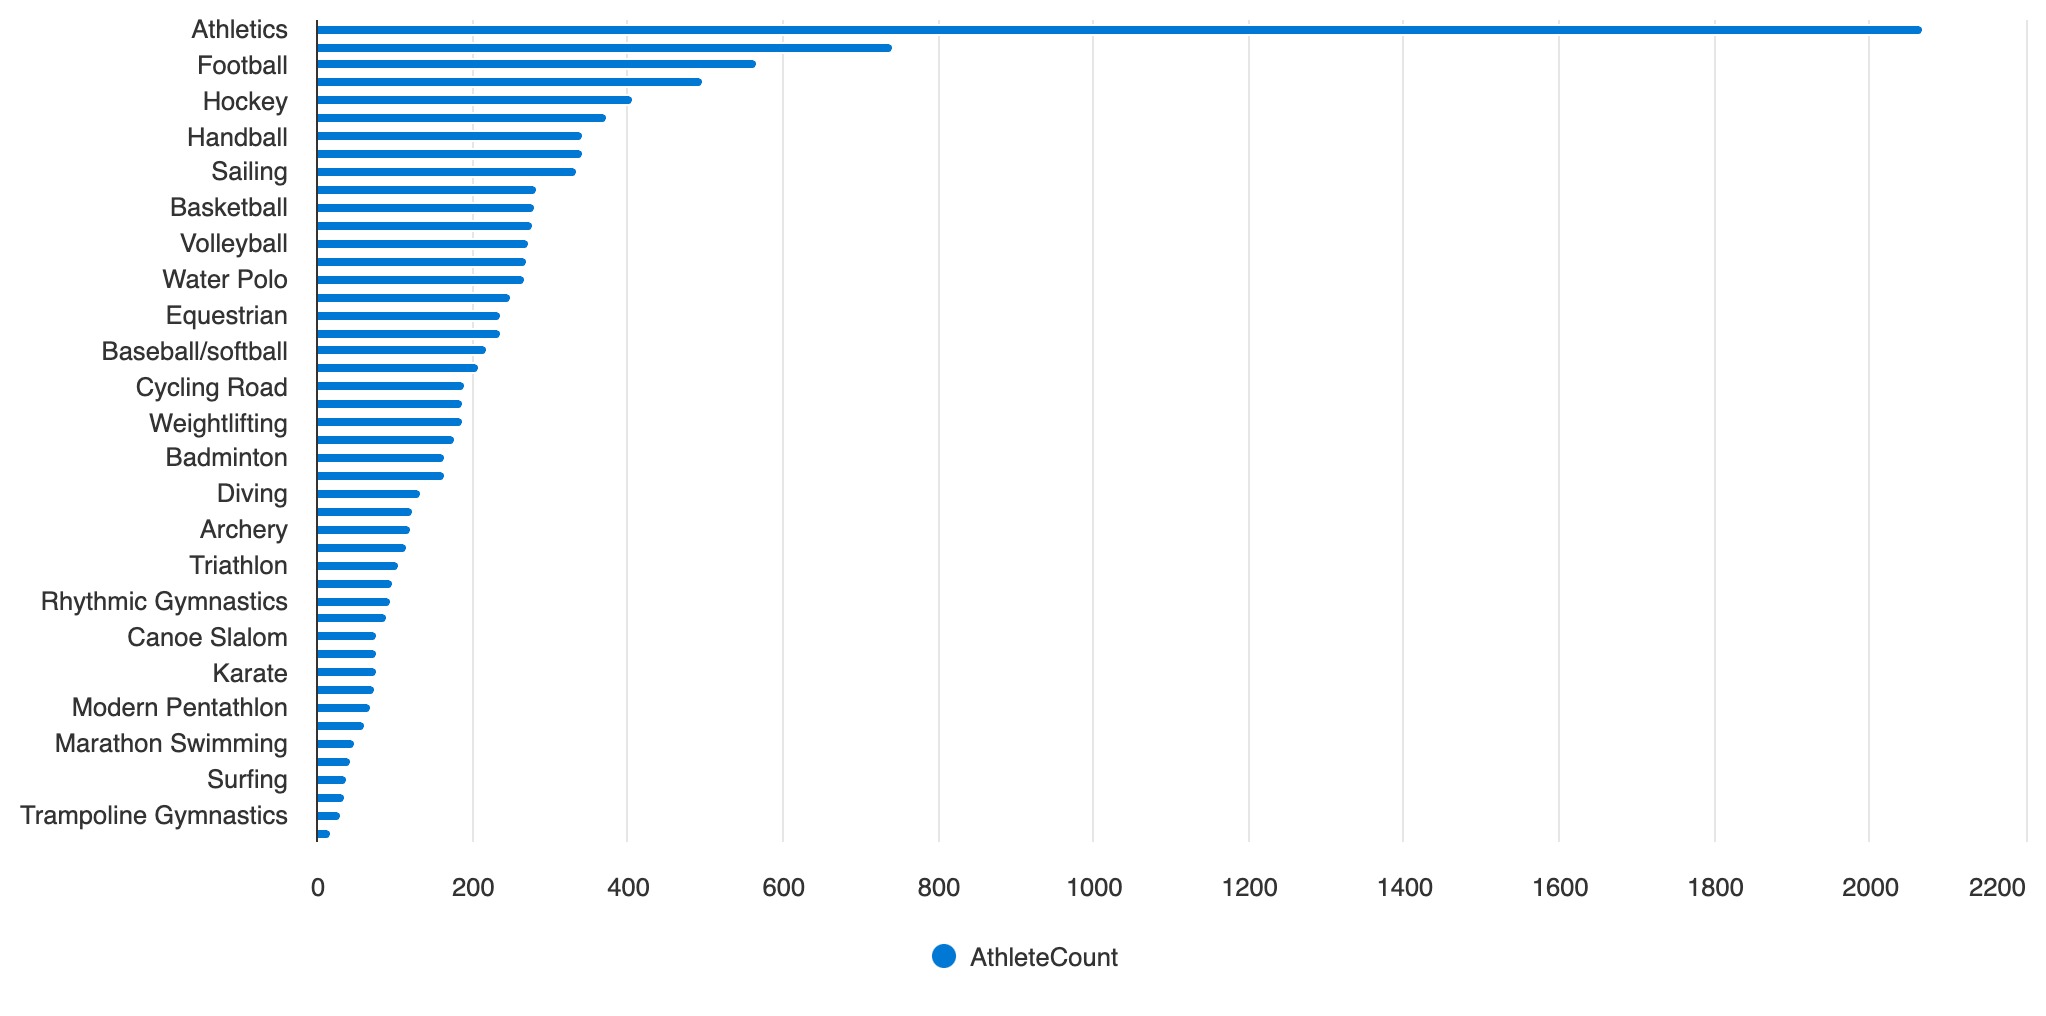 Athletics
Football
Hockey
Handball
Sailing
Basketball
Volleyball
Water Polo
Equestrian
Baseball/softball
Cycling Road
Weightlifting
Badminton
Diving
Archery
Triathlon
Rhythmic Gymnastics
Canoe Slalom
Karate
Modern Pentathlon
Marathon Swimming
Surfing
Trampoline Gymnastics
0 200 400 600 800 1000 1200 1400 1600 1800 2000 2200
AthleteCount